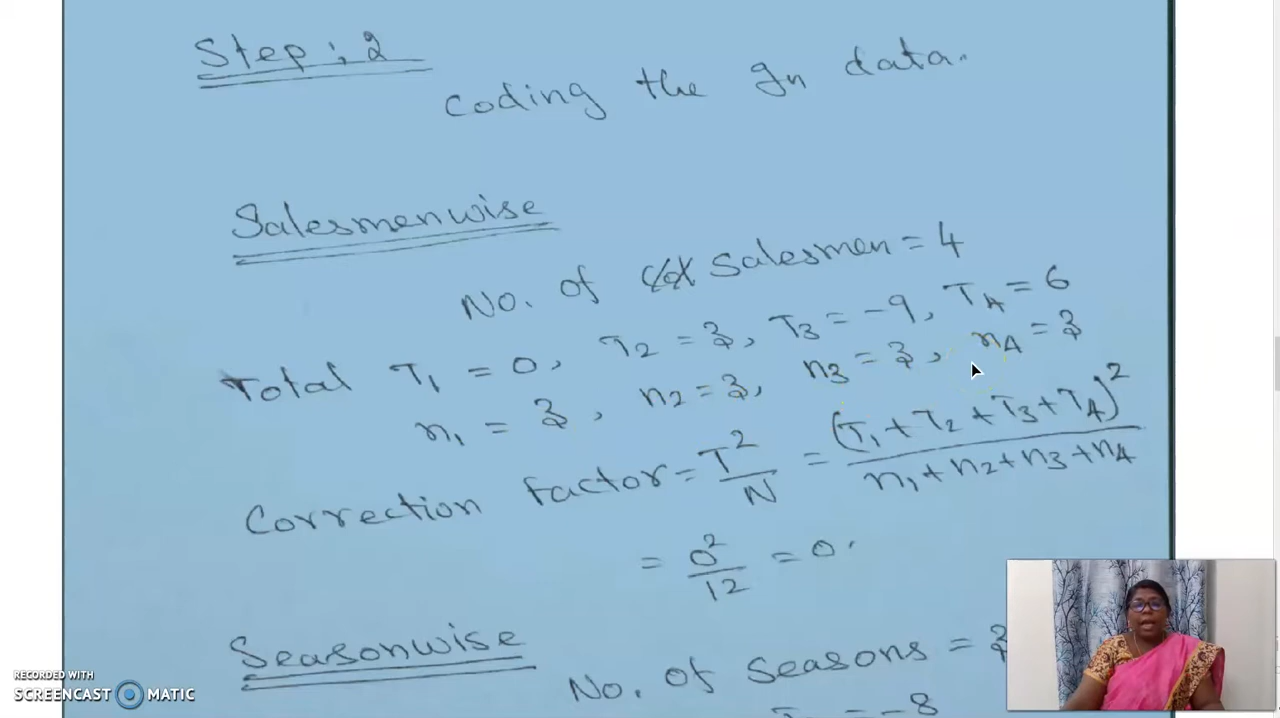 Step : 2
Coding the gn data.
Salesmenwise
No. of Salesmen = 4
Total T1 = 0, T2 = 3, T3 = -9, T4 = 6
n1 = 3, n2 = 3, n3 = 3, n4 = 3
Correction Factor = T²/N = (T1 + T2 + T3 + T4)²/n1 + n2 + n3 + n4
= 0²/12 = 0.
Seasonwise
No. of Seasons = 3
= -8
RECORDED WITH
SCREENCAST MATIC